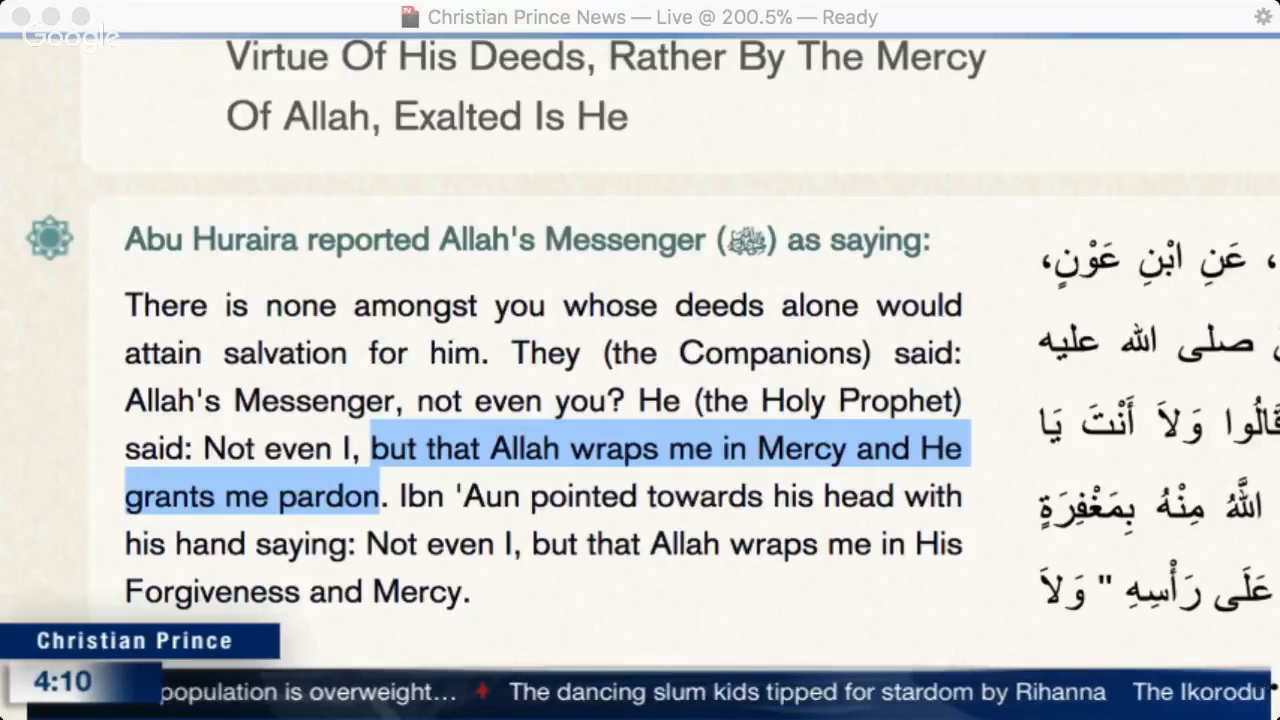 Christian Prince News — Live @ 200.5% — Ready
Google
Virtue Of His Deeds, Rather By The Mercy
Of Allah, Exalted Is He
Abu Huraira reported Allah's Messenger (ﷺ) as saying:
There is none amongst you whose deeds alone would
attain salvation for him. They (the Companions) said:
Allah's Messenger, not even you? He (the Holy Prophet)
said: Not even I, but that Allah wraps me in Mercy and He
grants me pardon. Ibn 'Aun pointed towards his head with
his hand saying: Not even I, but that Allah wraps me in His
Forgiveness and Mercy.
، عَنِ ابْنِ عَوْنٍ،
صلى الله عليه
قَالُوا وَلاَ أَنْتَ يَا
اللَّهُ مِنْهُ بِمَغْفِرَةٍ
عَلَى رَأْسِهِ " وَلاَ
Christian Prince
4:10
population is overweight... The dancing slum kids tipped for stardom by Rihanna The Ikorodu